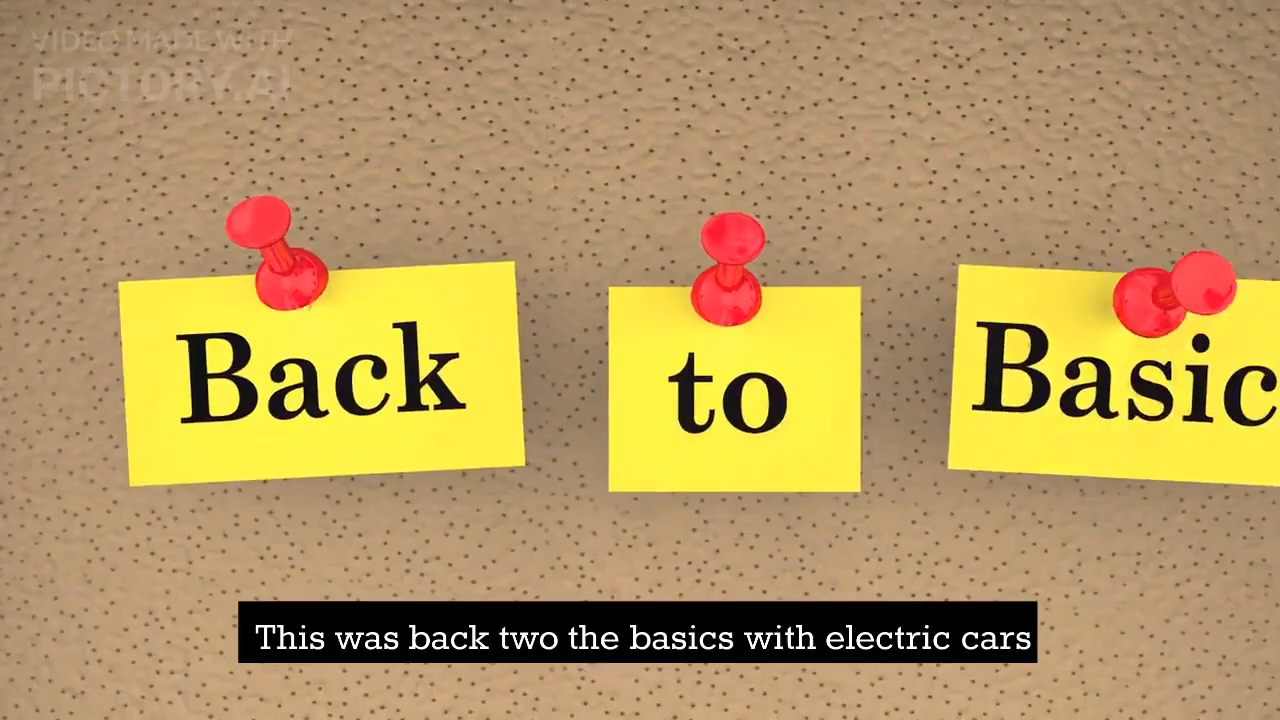 VIDEO MADE WITH
PICTORY.AI
Back to Basic
This was back two the basics with electric cars